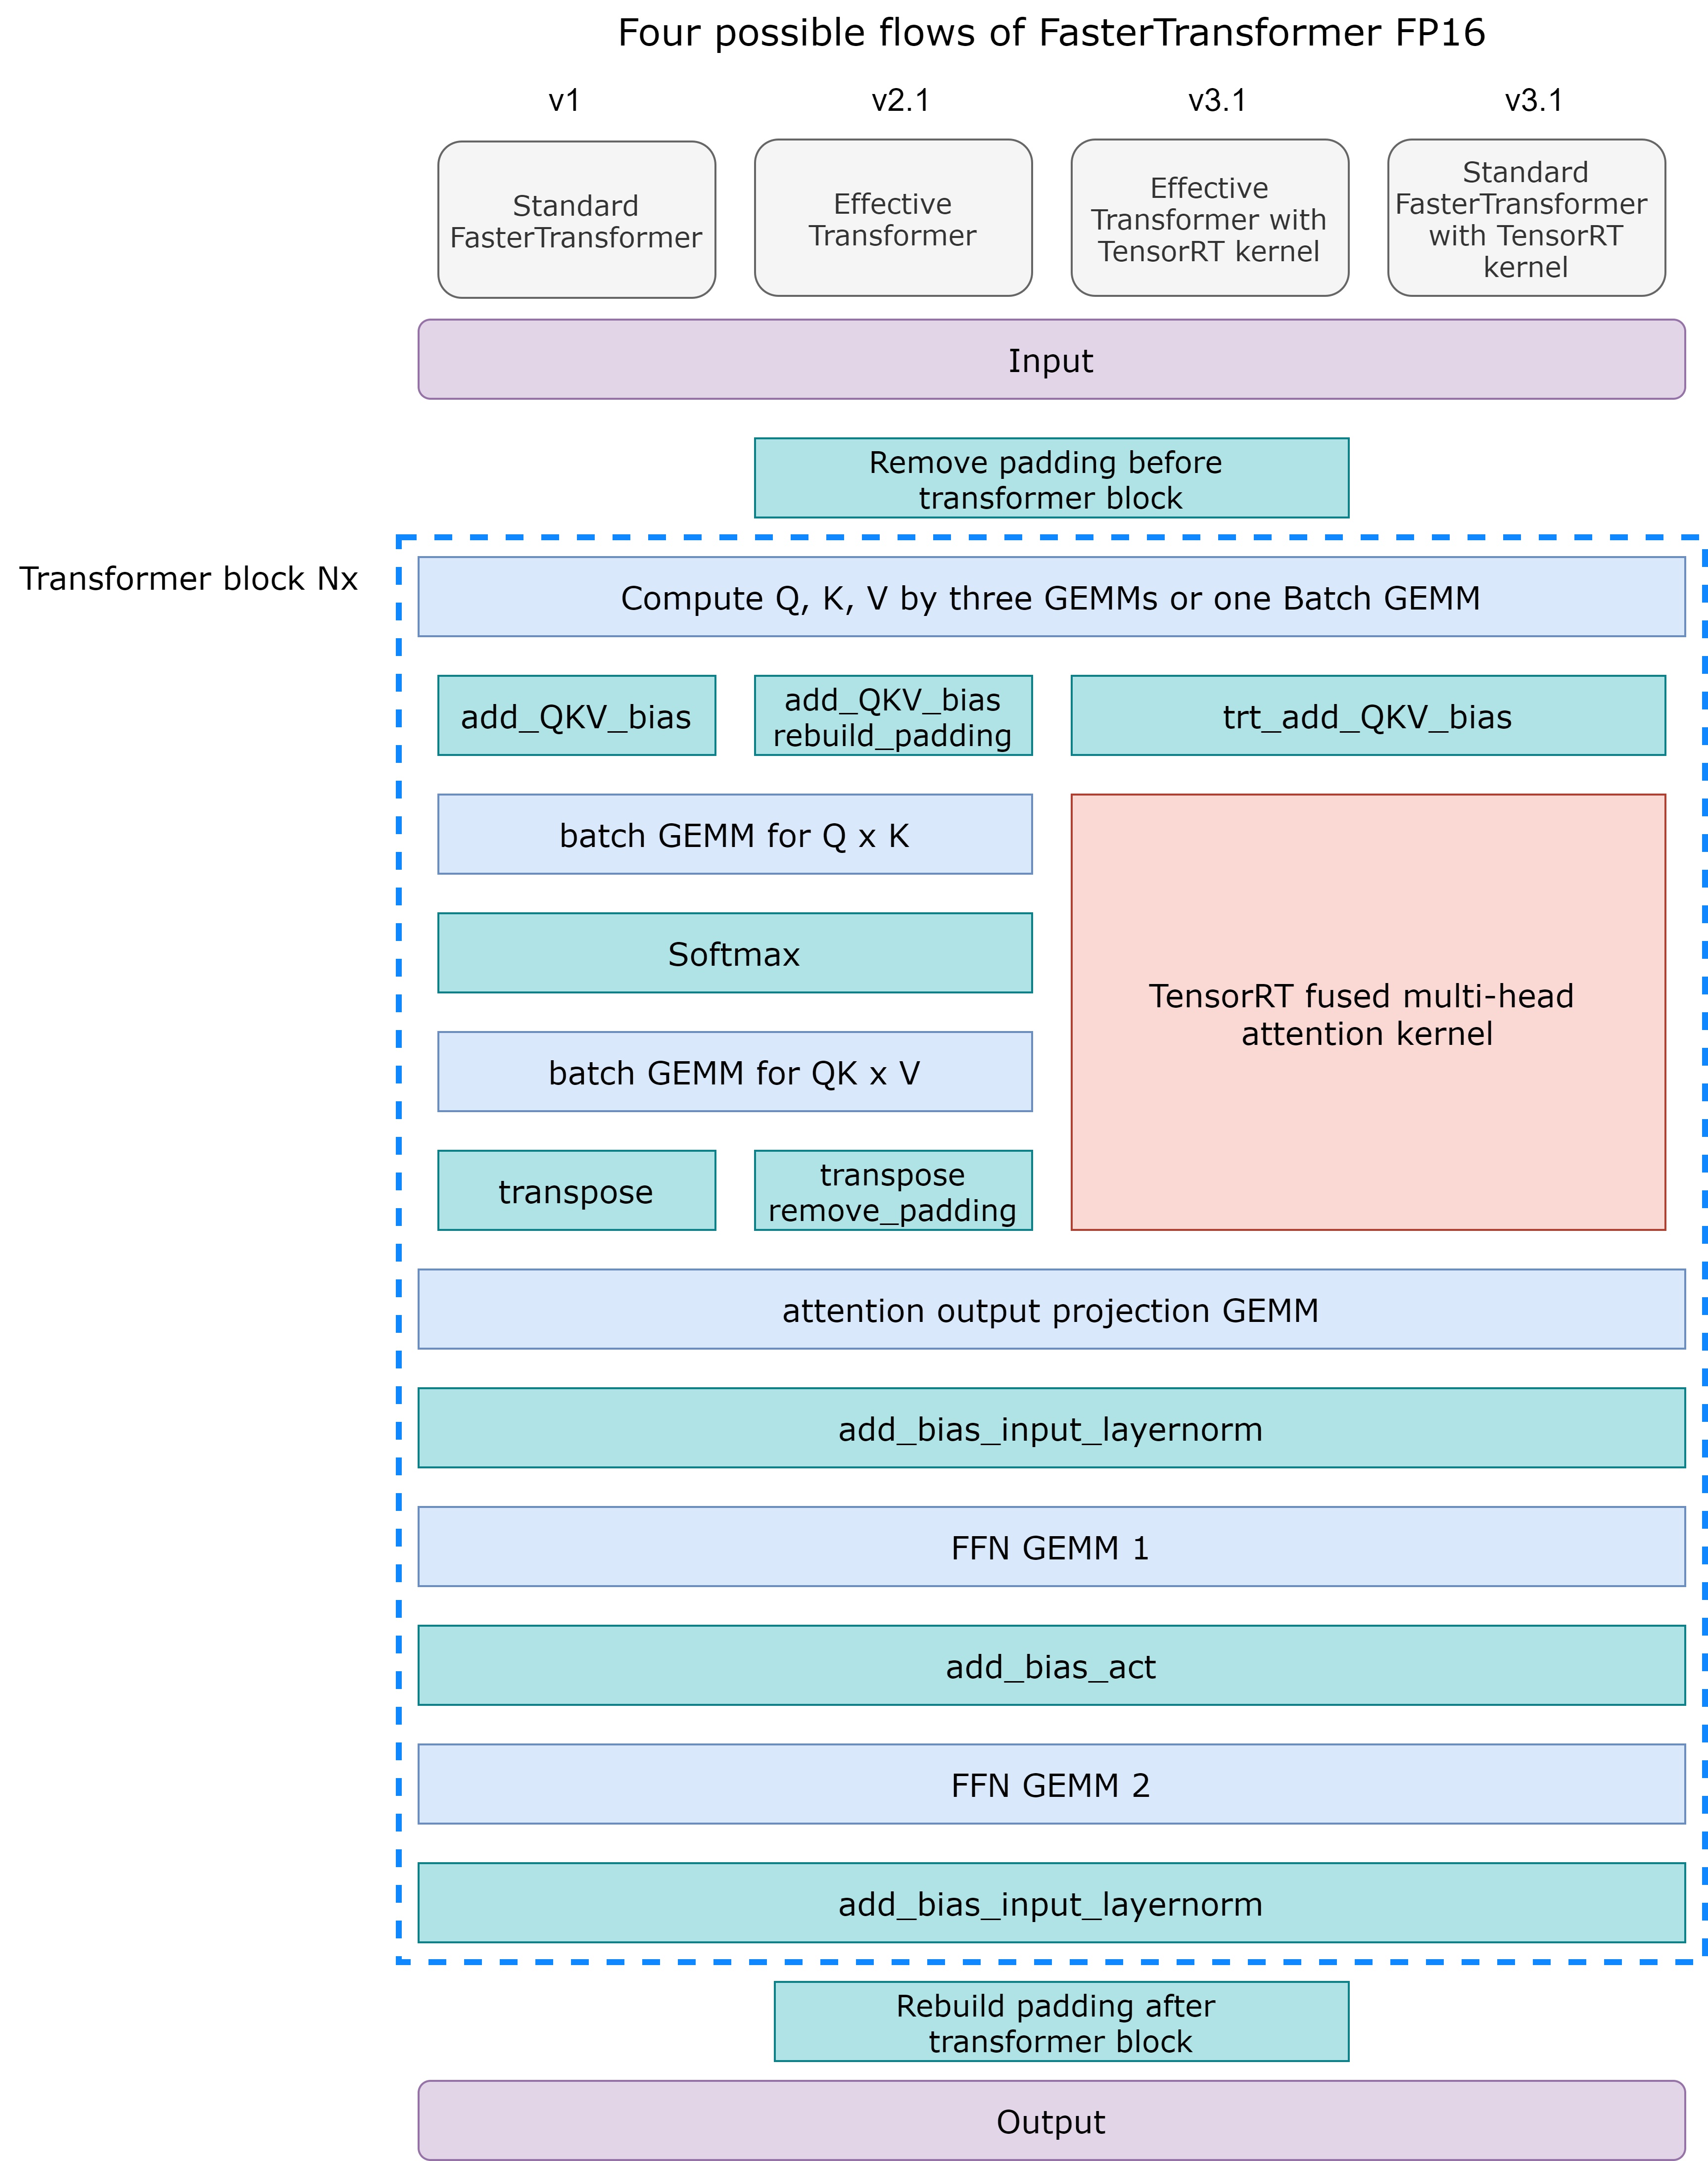 Four possible flows of FasterTransformer FP16
v1
v2.1
v3.1
v3.1
Standard
FasterTransformer
Effective
Transformer
Effective
Transformer with
TensorRT kernel
Standard
FasterTransformer
with TensorRT
kernel
Input
Remove padding before
transformer block
Transformer block Nx
Compute Q, K, V by three GEMMs or one Batch GEMM
add_QKV_bias
add_QKV_bias
rebuild_padding
trt_add_QKV_bias
batch GEMM for Q x K
Softmax
batch GEMM for QK x V
transpose
transpose
remove_padding
TensorRT fused multi-head
attention kernel
attention output projection GEMM
add_bias_input_layernorm
FFN GEMM 1
add_bias_act
FFN GEMM 2
add_bias_input_layernorm
Rebuild padding after
transformer block
Output